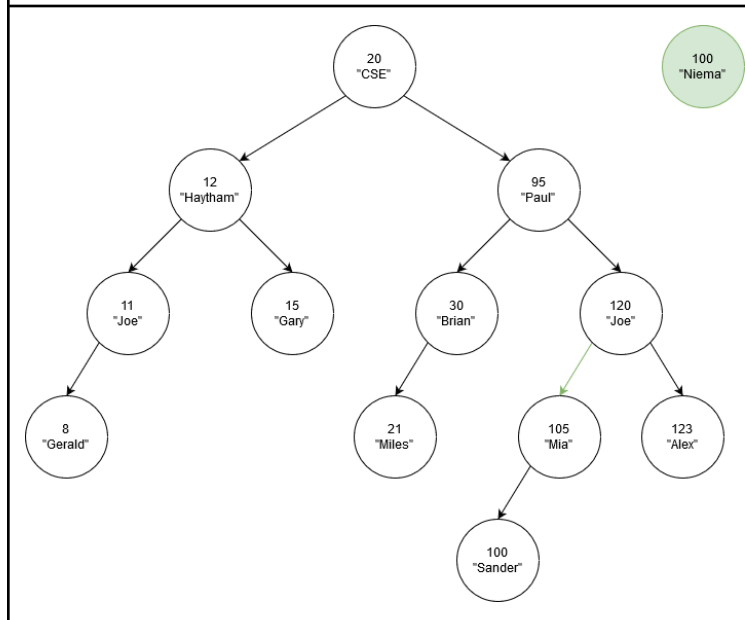 20
"CSE"
100
"Niema"
12
"Haytham"
95
"Paul"
11
"Joe"
15
"Gary"
30
"Brian"
120
"Joe"
8
"Gerald"
21
"Miles"
105
"Mia"
123
"Alex"
100
"Sander"